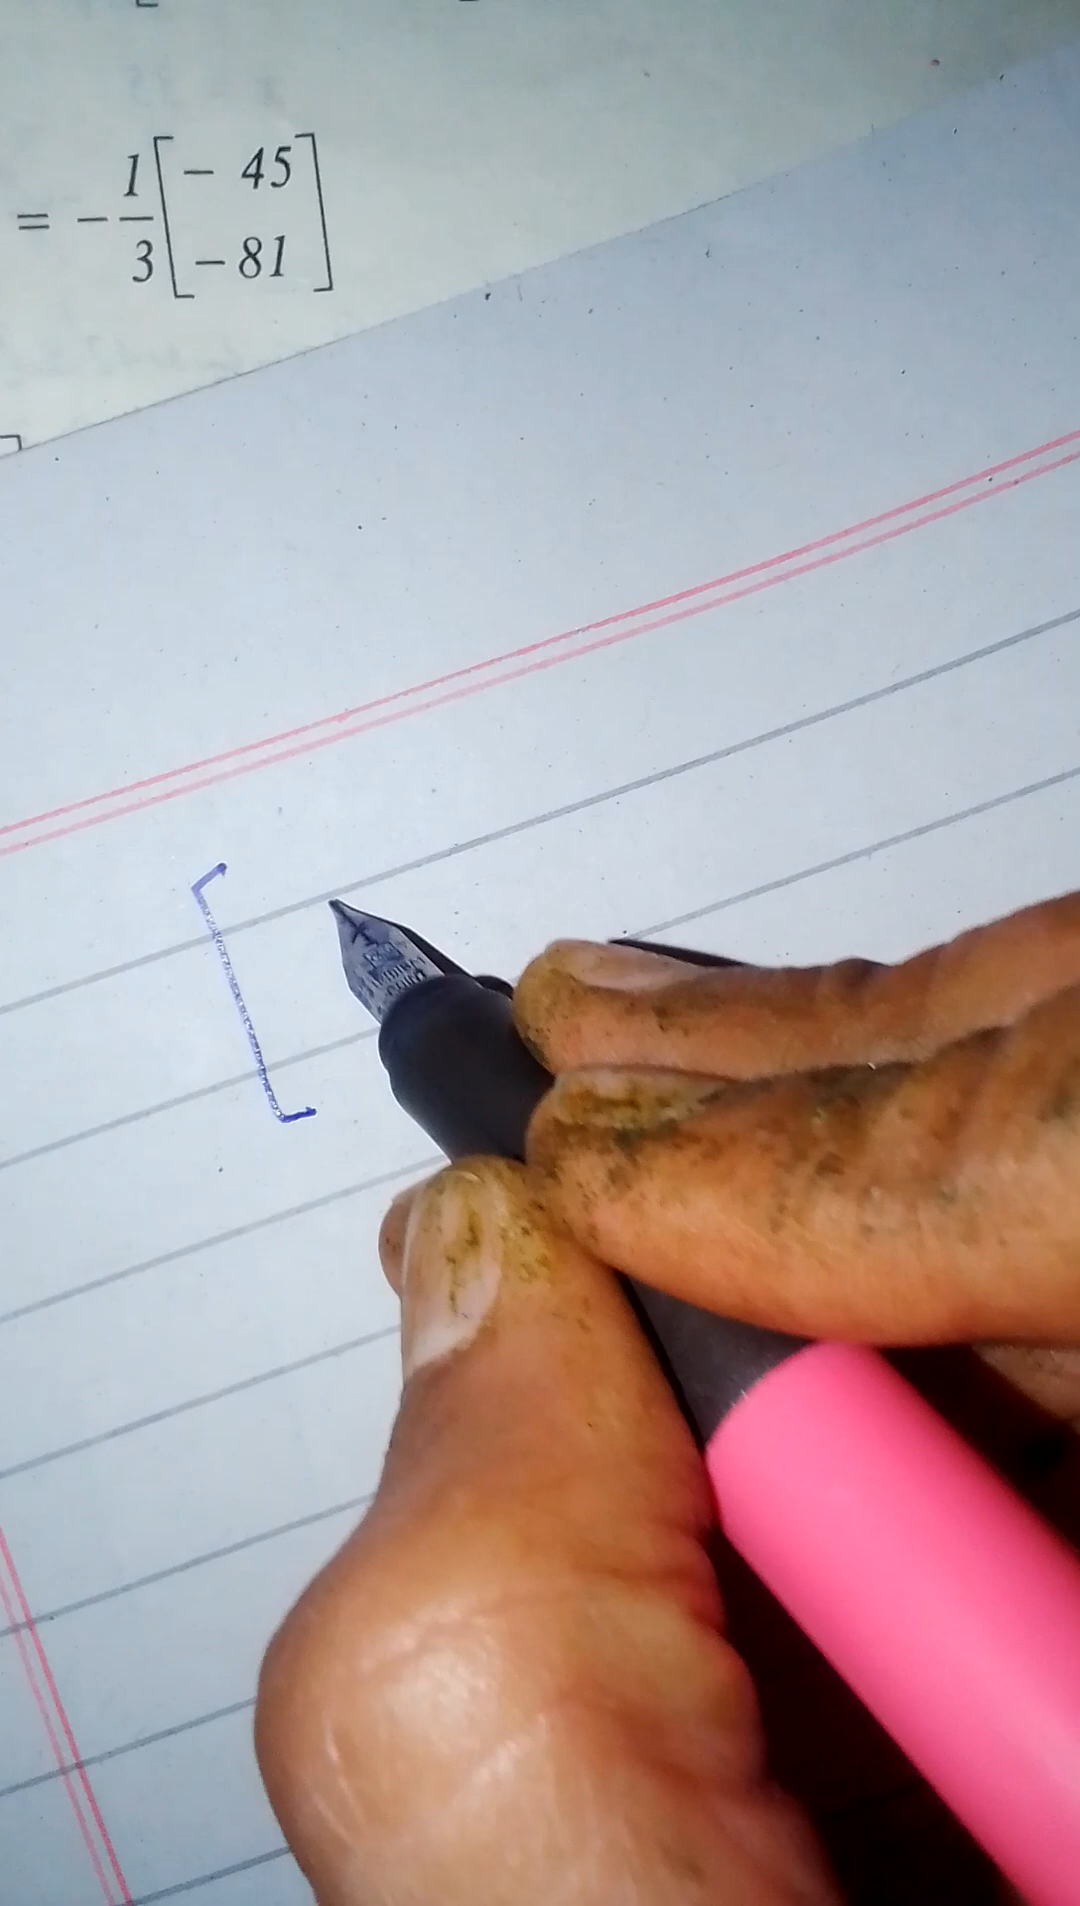 = -1/3 [- 45
-81]